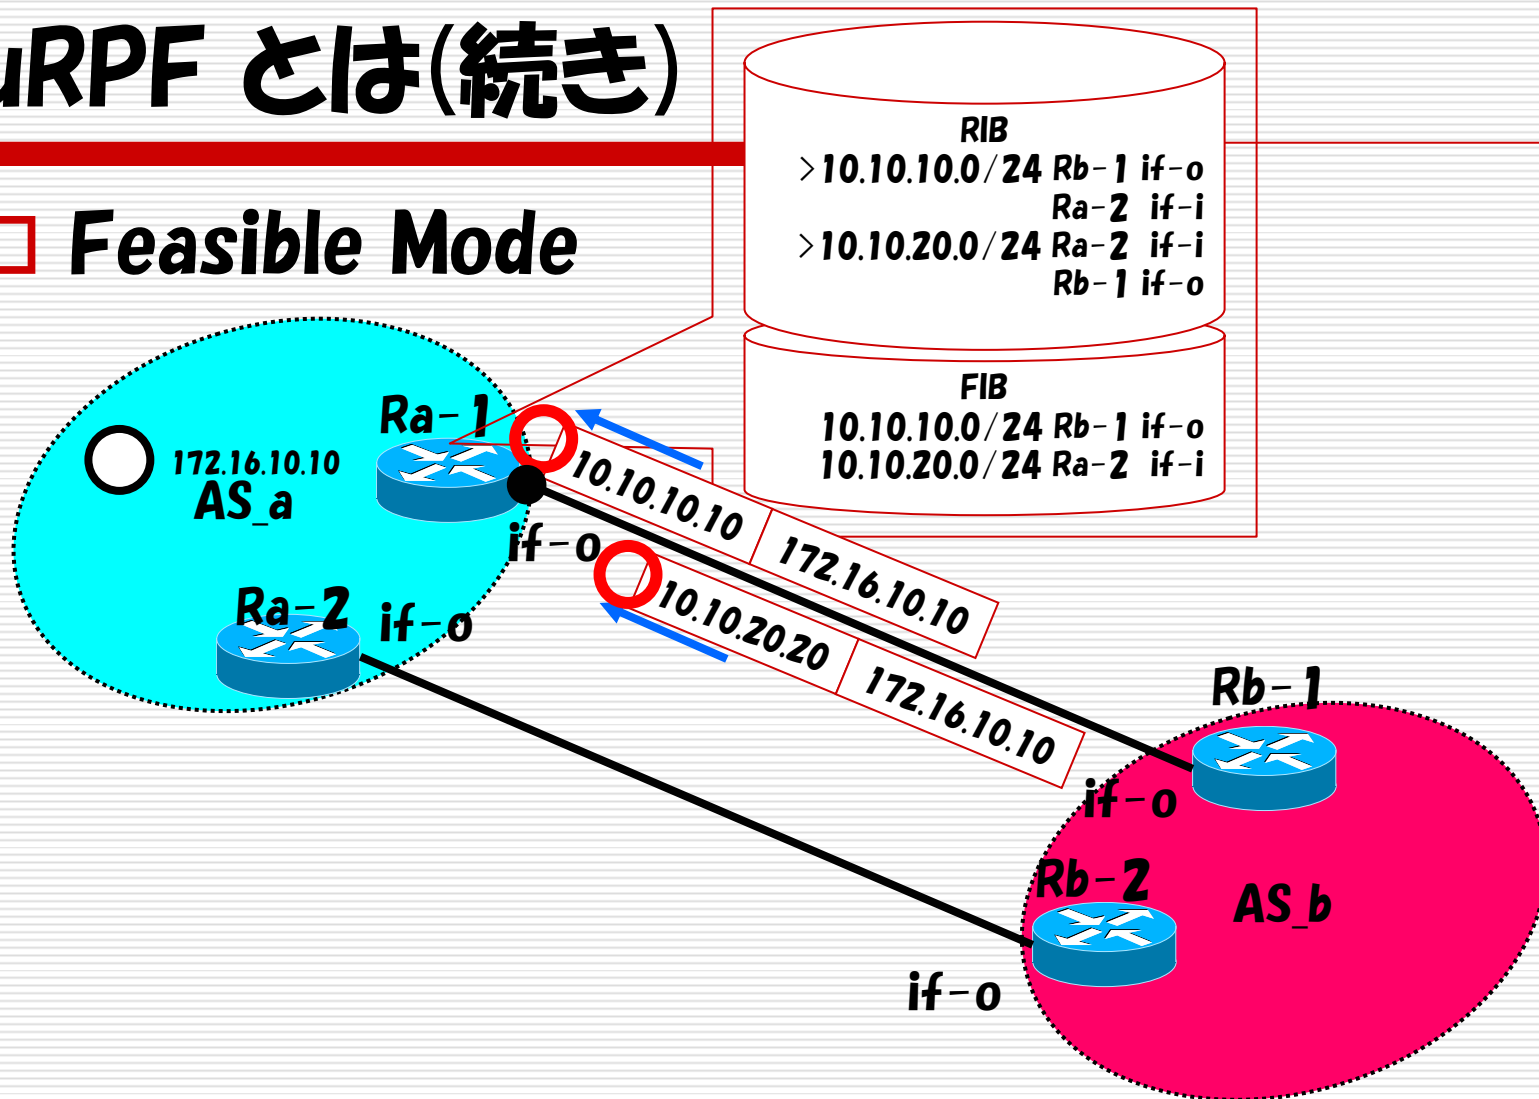 uRPF とは(続き)
Feasible Mode
RIB
>10.10.10.0/24 Rb-1 if-o
Ra-2 if-i
>10.10.20.0/24 Ra-2 if-i
Rb-1 if-o
FIB
10.10.10.0/24 Rb-1 if-o
10.10.20.0/24 Ra-2 if-i
Ra-1
172.16.10.10
AS_a
if-o
10.10.10.10 172.16.10.10
10.10.20.20 172.16.10.10
Ra-2 if-o
Rb-1
if-o
Rb-2
AS_b
if-o